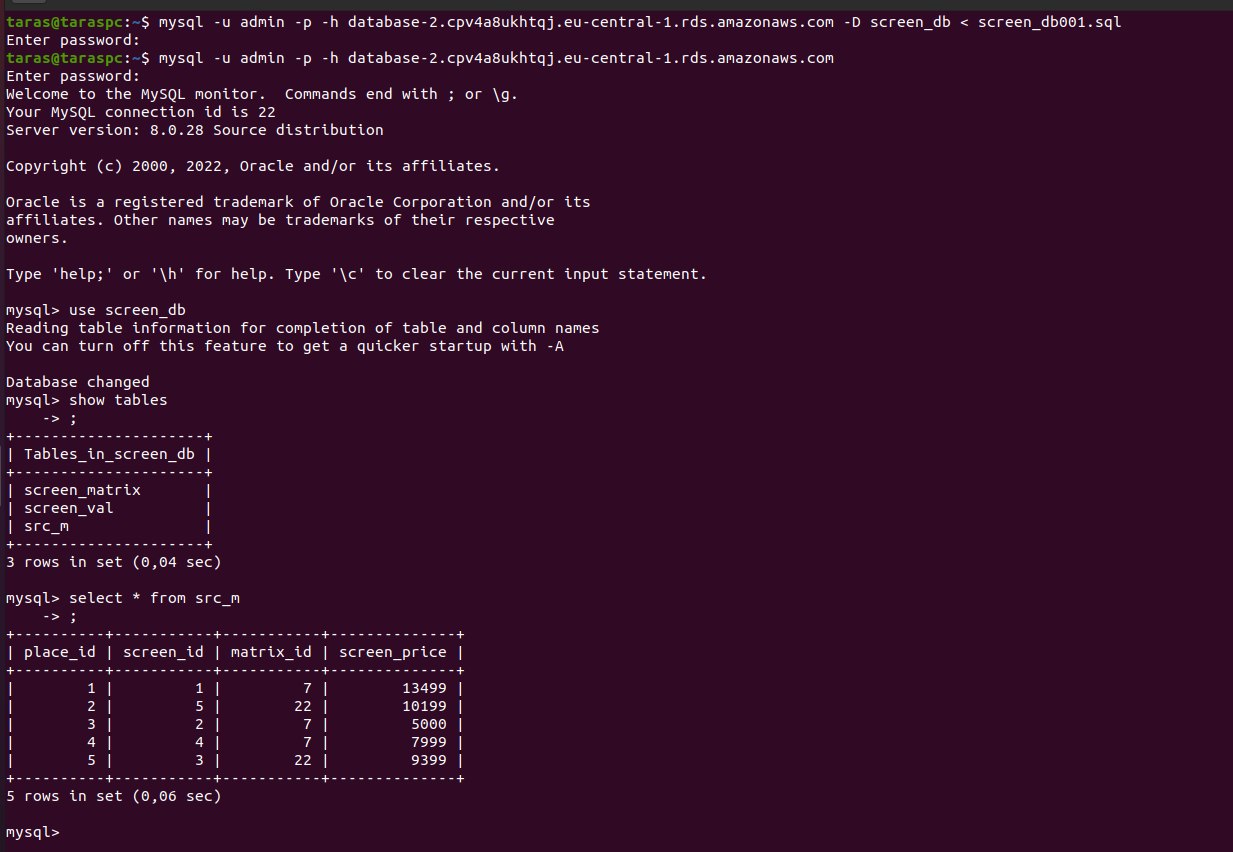 taras@taraspc:~$ mysql -u admin -p -h database-2.cpv4a8ukhtqj.eu-central-1.rds.amazonaws.com -D screen_db < screen_db001.sql
Enter password:
taras@taraspc:~$ mysql -u admin -p -h database-2.cpv4a8ukhtqj.eu-central-1.rds.amazonaws.com
Enter password:
Welcome to the MySQL monitor.  Commands end with ; or \g.
Your MySQL connection id is 22
Server version: 8.0.28 Source distribution

Copyright (c) 2000, 2022, Oracle and/or its affiliates.

Oracle is a registered trademark of Oracle Corporation and/or its
affiliates. Other names may be trademarks of their respective
owners.

Type 'help;' or '\h' for help. Type '\c' to clear the current input statement.

mysql> use screen_db
Reading table information for completion of table and column names
You can turn off this feature to get a quicker startup with -A

Database changed
mysql> show tables
    -> ;
+---------------------+
| Tables_in_screen_db |
+---------------------+
| screen_matrix       |
| screen_val          |
| src_m               |
+---------------------+
3 rows in set (0,04 sec)

mysql> select * from src_m
    -> ;
+----------+-----------+-----------+--------------+
| place_id | screen_id | matrix_id | screen_price |
+----------+-----------+-----------+--------------+
|        1 |         1 |         7 |        13499 |
|        2 |         5 |        22 |        10199 |
|        3 |         2 |         7 |         5000 |
|        4 |         4 |         7 |         7999 |
|        5 |         3 |        22 |         9399 |
+----------+-----------+-----------+--------------+
5 rows in set (0,06 sec)

mysql>